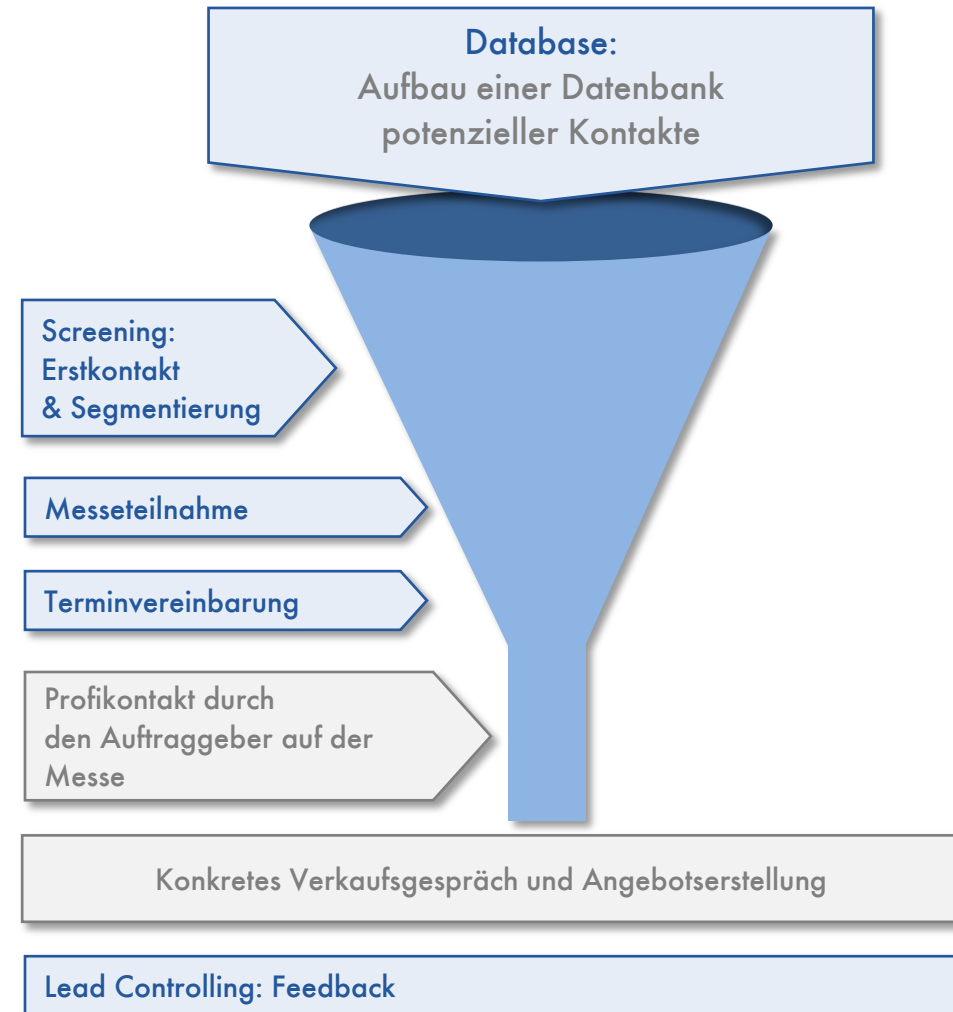 Database:
Aufbau einer Datenbank
potenzieller Kontakte
Screening:
Erstkontakt
& Segmentierung
Messeteilnahme
Terminvereinbarung
Profikontakt durch
den Auftraggeber auf der
Messe
Konkretes Verkaufsgespräch und Angebotserstellung
Lead Controlling: Feedback